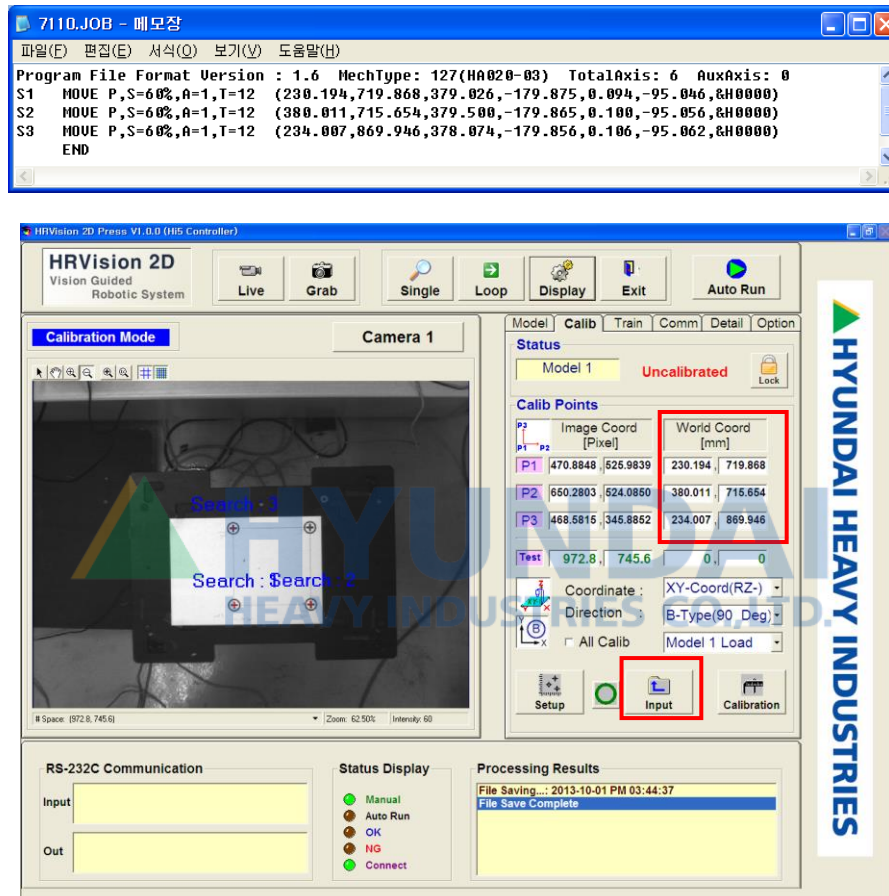 7110.JOB - 메모장
파일(F) 편집(E) 서식(O) 보기(V) 도움말(H)
Program File Format Version : 1.6 MechType: 127(HA020-03) TotalAxis: 6 AuxAxis: 0
S1 MOVE P,S=60%,A=1,T=12 (230.194,719.868,379.026,-179.875,0.094,-95.046,&H0000)
S2 MOVE P,S=60%,A=1,T=12 (380.011,715.654,379.500,-179.865,0.100,-95.056,&H0000)
S3 MOVE P,S=60%,A=1,T=12 (234.007,869.946,378.074,-179.856,0.106,-95.062,&H0000)
END
HRVision 2D Press V1.0.0 (Hi5 Controller)
HRVision 2D
Vision Guided
Robotic System
Live Grab Single Loop Display Exit Auto Run
Calibration Mode Camera 1
Model Calib Train Comm Detail Option
Status
Model 1 Uncalibrated Lock
Calib Points
P3 P1 P2 Image Coord World Coord
[Pixel] [mm]
P1 470.8848 , 525.9839 230.194 , 719.868
P2 650.2803 , 524.0850 380.011 , 715.654
P3 468.5815 , 345.8852 234.007 , 869.946
Test 972.8 , 745.6 0 , 0
Search : 3
Search : Search : 2
Coordinate : XY-Coord(RZ-)
Direction : B-Type(90_Deg)
Y (B) X All Calib Model 1 Load
Setup Input Calibration
# Space: (972.8, 745.6) Zoom: 62.50% Intensity: 60
RS-232C Communication
Input
Out
Status Display
Manual
Auto Run
OK
NG
Connect
Processing Results
File Saving...: 2013-10-01 PM 03:44:37
File Save Complete
HYUNDAI HEAVY INDUSTRIES
HYUNDAI
HEAVY INDUSTRIES CO., LTD.